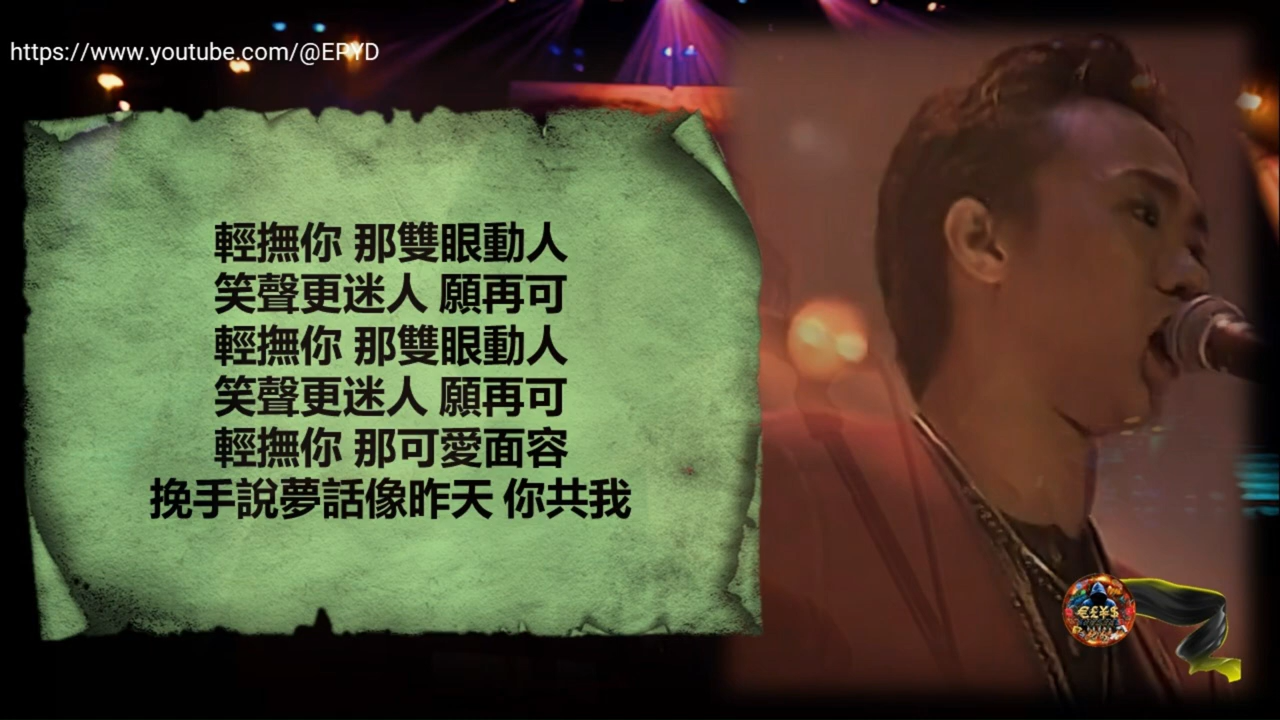 https://www.youtube.com/@EPYD
輕撫你 那雙眼動人
笑聲更迷人 願再可
輕撫你 那雙眼動人
笑聲更迷人 願再可
輕撫你 那可愛面容
挽手說夢話像昨天 你共我